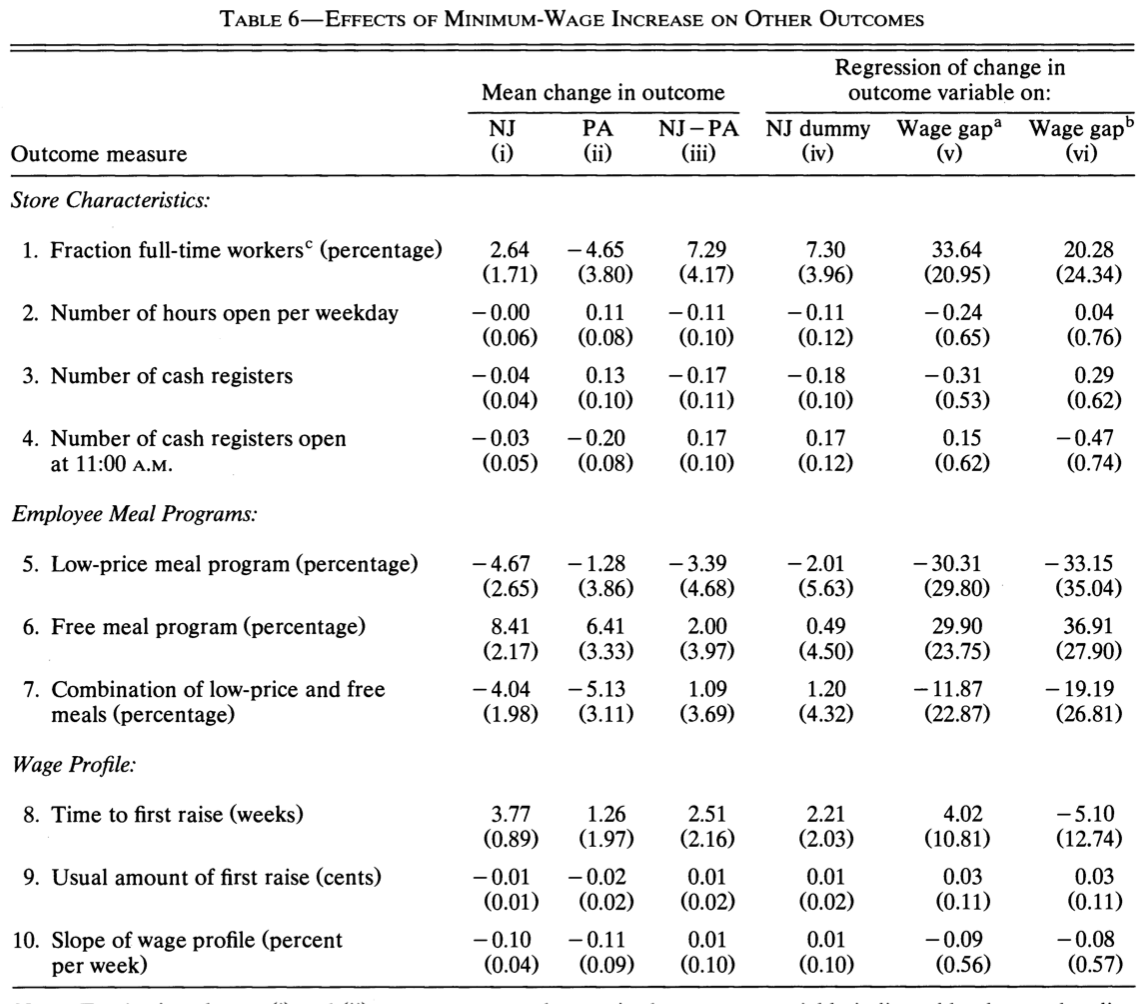 TABLE 6—EFFECTS OF MINIMUM-WAGE INCREASE ON OTHER OUTCOMES
Regression of change in
Mean change in outcome outcome variable on:
NJ PA NJ−PA NJ dummy Wage gapᵃ Wage gapᵇ
Outcome measure (i) (ii) (iii) (iv) (v) (vi)
Store Characteristics:
1. Fraction full-time workersᶜ (percentage) 2.64 −4.65 7.29 7.30 33.64 20.28
(1.71) (3.80) (4.17) (3.96) (20.95) (24.34)
2. Number of hours open per weekday −0.00 0.11 −0.11 −0.11 −0.24 0.04
(0.06) (0.08) (0.10) (0.12) (0.65) (0.76)
3. Number of cash registers −0.04 0.13 −0.17 −0.18 −0.31 0.29
(0.04) (0.10) (0.11) (0.10) (0.53) (0.62)
4. Number of cash registers open −0.03 −0.20 0.17 0.17 0.15 −0.47
at 11:00 A.M. (0.05) (0.08) (0.10) (0.12) (0.62) (0.74)
Employee Meal Programs:
5. Low-price meal program (percentage) −4.67 −1.28 −3.39 −2.01 −30.31 −33.15
(2.65) (3.86) (4.68) (5.63) (29.80) (35.04)
6. Free meal program (percentage) 8.41 6.41 2.00 0.49 29.90 36.91
(2.17) (3.33) (3.97) (4.50) (23.75) (27.90)
7. Combination of low-price and free −4.04 −5.13 1.09 1.20 −11.87 −19.19
meals (percentage) (1.98) (3.11) (3.69) (4.32) (22.87) (26.81)
Wage Profile:
8. Time to first raise (weeks) 3.77 1.26 2.51 2.21 4.02 −5.10
(0.89) (1.97) (2.16) (2.03) (10.81) (12.74)
9. Usual amount of first raise (cents) −0.01 −0.02 0.01 0.01 0.03 0.03
(0.01) (0.02) (0.02) (0.02) (0.11) (0.11)
10. Slope of wage profile (percent −0.10 −0.11 0.01 0.01 −0.09 −0.08
per week) (0.04) (0.09) (0.10) (0.10) (0.56) (0.57)